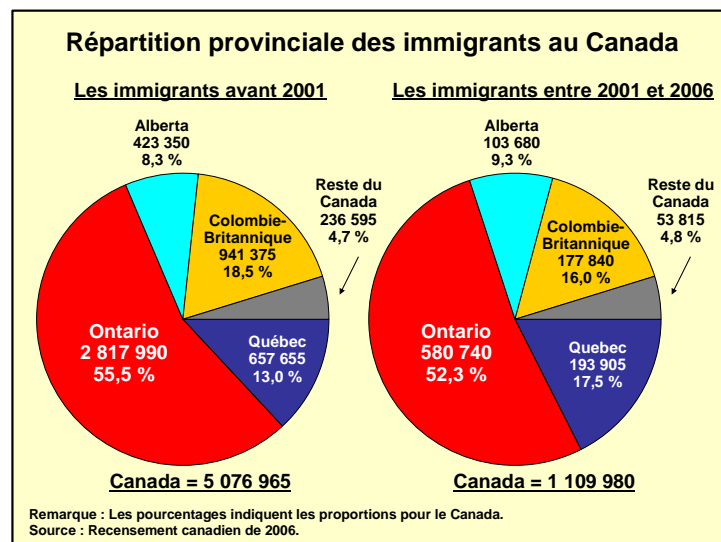 Répartition provinciale des immigrants au Canada
Les immigrants avant 2001
Alberta
423 350
8,3 %
Colombie-
Britannique
941 375
18,5 %
Reste du
Canada
236 595
4,7 %
Ontario
2 817 990
55,5 %
Québec
657 655
13,0 %
Canada = 5 076 965
Les immigrants entre 2001 et 2006
Alberta
103 680
9,3 %
Colombie-
Britannique
177 840
16,0 %
Reste du
Canada
53 815
4,8 %
Ontario
580 740
52,3 %
Quebec
193 905
17,5 %
Canada = 1 109 980
Remarque : Les pourcentages indiquent les proportions pour le Canada.
Source : Recensement canadien de 2006.